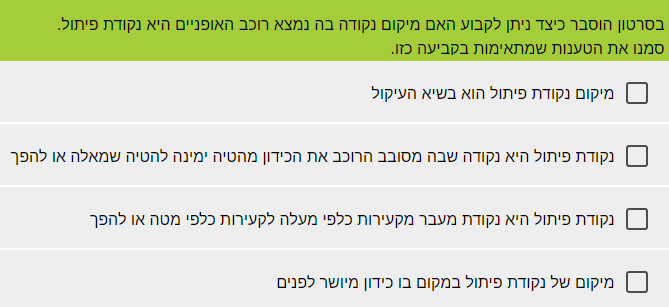 בסרטון הוסבר כיצד ניתן לקבוע האם מיקום נקודה בה נמצא רוכב האופניים היא נקודת פיתול.
סמנו את הטענות שמתאימות בקביעה כזו.
מיקום נקודת פיתול הוא בשיא העיקול
נקודת פיתול היא נקודה שבה מסובב הרוכב את הכידון מהטיה ימינה להטיה שמאלה או להפך
נקודת פיתול היא נקודת מעבר מקעירות כלפי מעלה לקעירות כלפי מטה או להפך
מיקום של נקודת פיתול במקום בו כידון מיושר לפנים